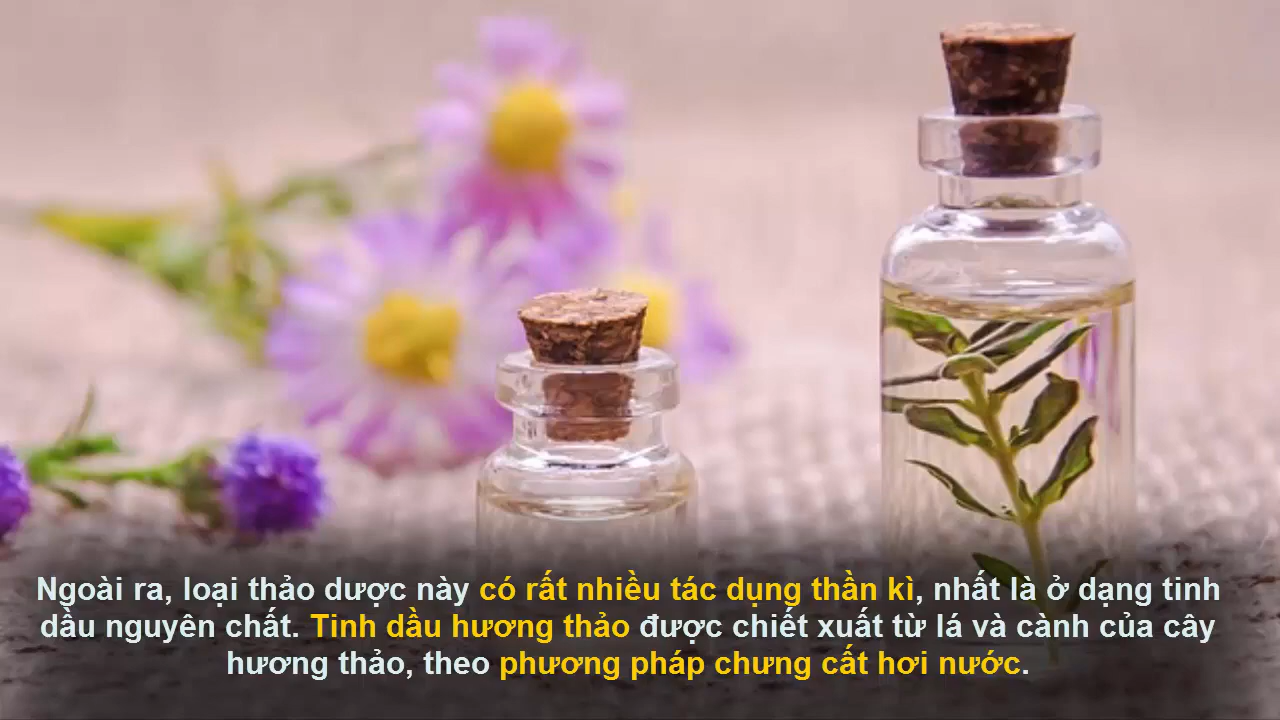 Ngoài ra, loại thảo dược này có rất nhiều tác dụng thần kì, nhất là ở dạng tinh
dầu nguyên chất. Tinh dầu hương thảo được chiết xuất từ lá và cành của cây
hương thảo, theo phương pháp chưng cất hơi nước.